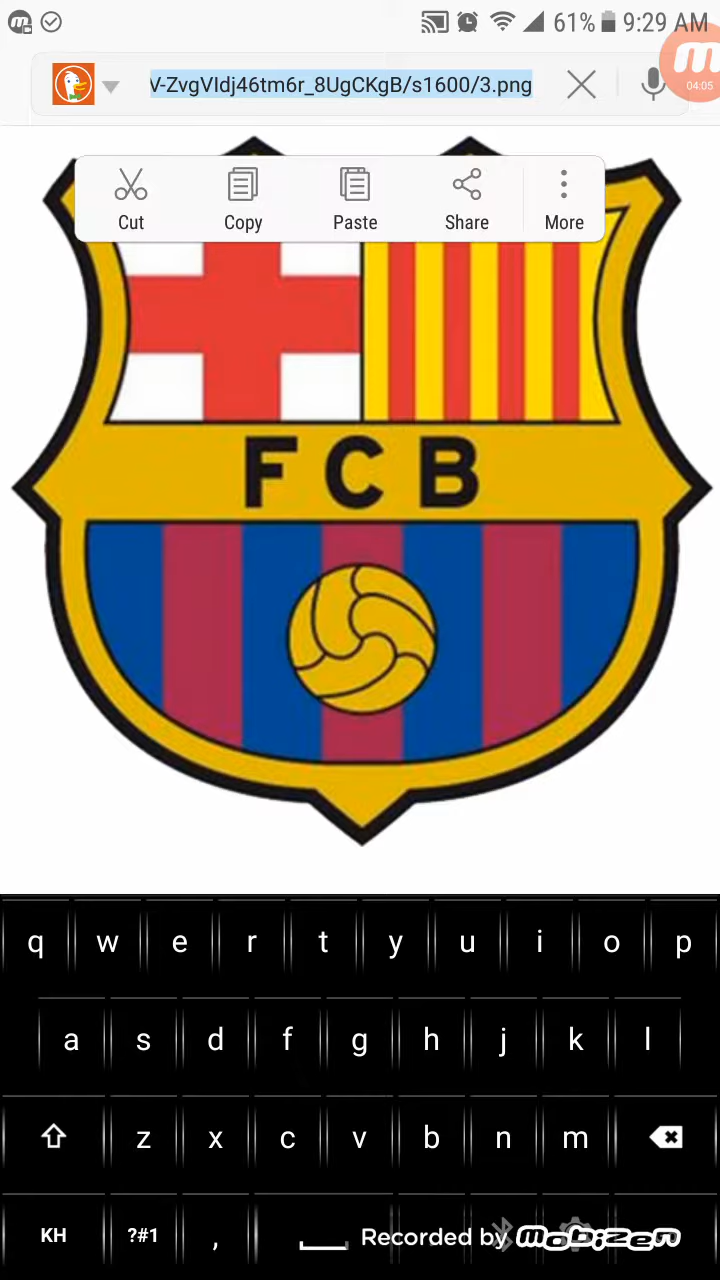 61% 9:29 AM
V-ZvgVIdj46tm6r_8UgCKgB/s1600/3.png
04:05
Cut Copy Paste Share More
FCB
q w e r t y u i o p
a s d f g h j k l
z x c v b n m
KH ?#1 ,
Recorded by mobizen